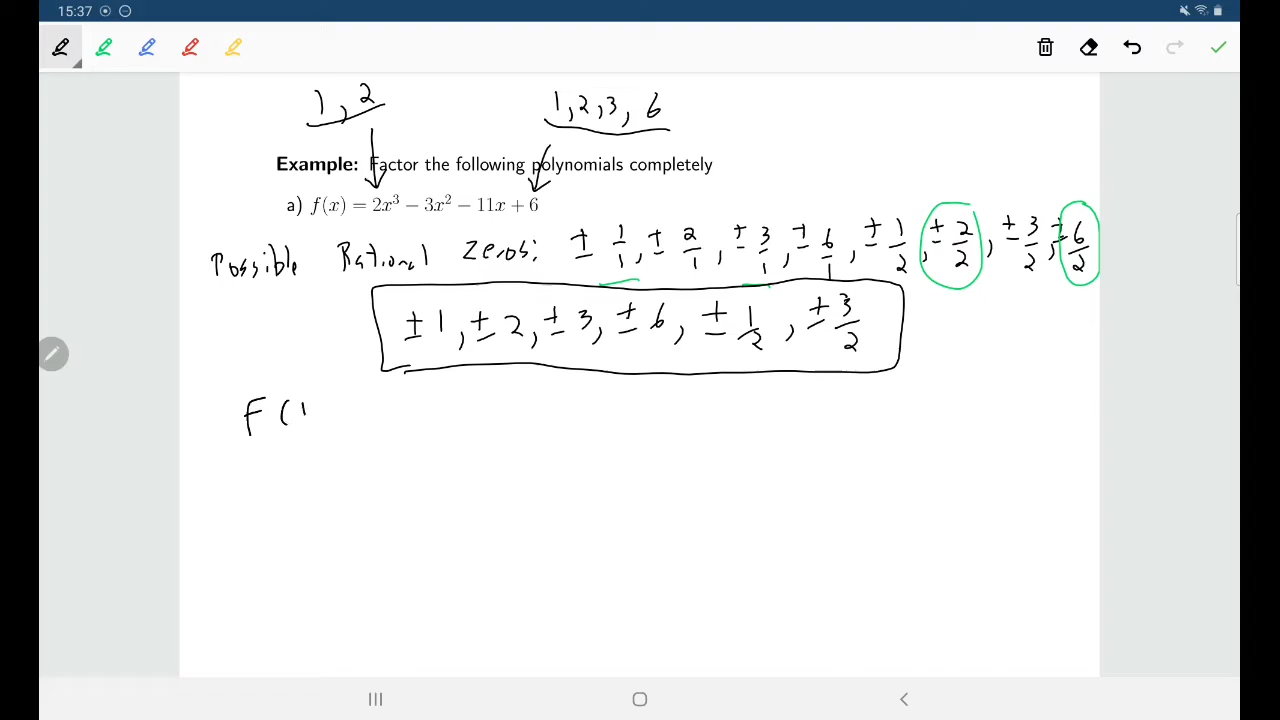 15:37
1, 2 1, 2, 3, 6
Example: Factor the following polynomials completely
a) f(x) = 2x³ − 3x² − 11x + 6
Possible Rational Zeros: ± 1/1, ± 2/1, ± 3/1, ± 6/1, ± 1/2, ± 2/2, ± 3/2, ± 6/2
± 1, ± 2, ± 3, ± 6, ± 1/2, ± 3/2
F(1